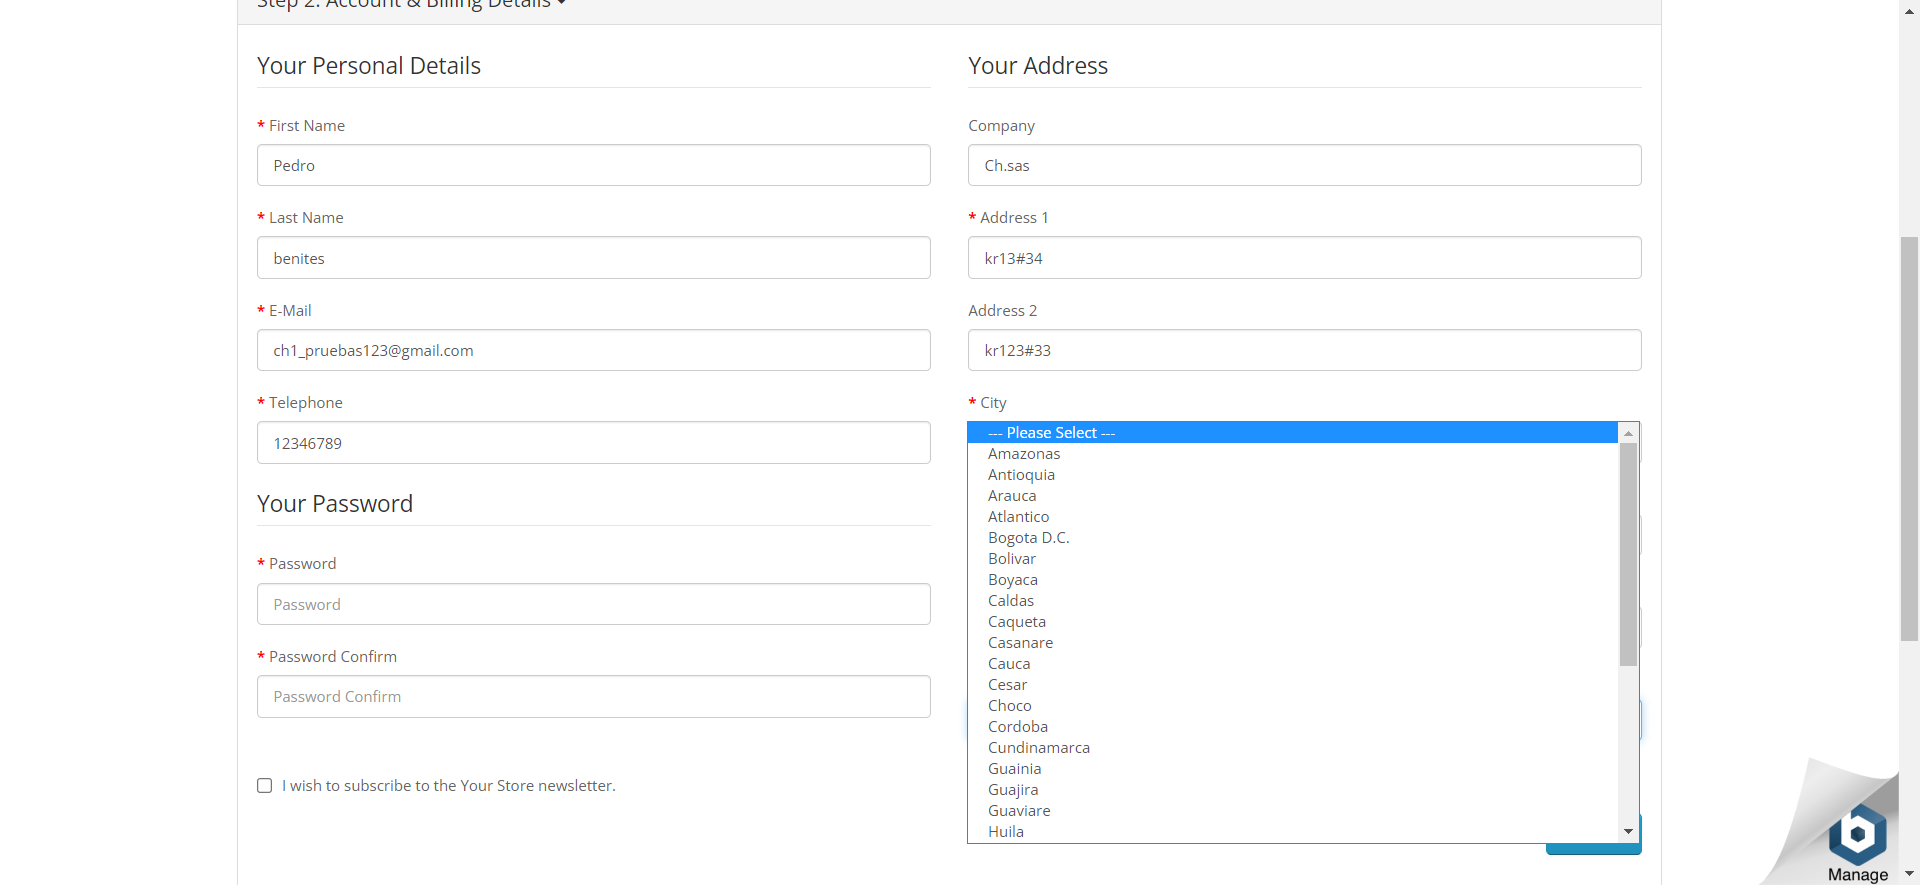 Step 2: Account & Billing Details
Your Personal Details
* First Name
Pedro
* Last Name
benites
* E-Mail
ch1_pruebas123@gmail.com
* Telephone
12346789
Your Password
* Password
Password
* Password Confirm
Password Confirm
I wish to subscribe to the Your Store newsletter.
Your Address
Company
Ch.sas
* Address 1
kr13#34
Address 2
kr123#33
* City
--- Please Select ---
Amazonas
Antioquia
Arauca
Atlantico
Bogota D.C.
Bolivar
Boyaca
Caldas
Caqueta
Casanare
Cauca
Cesar
Choco
Cordoba
Cundinamarca
Guainia
Guajira
Guaviare
Huila
b
Manage